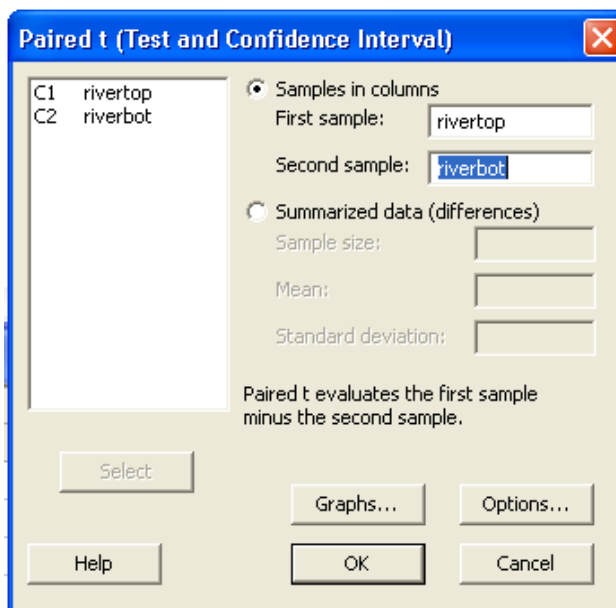 Paired t (Test and Confidence Interval)
C1 rivertop
C2 riverbot
Samples in columns
First sample: rivertop
Second sample: riverbot
Summarized data (differences)
Sample size:
Mean:
Standard deviation:
Paired t evaluates the first sample
minus the second sample.
Select
Graphs...
Options...
Help
OK
Cancel